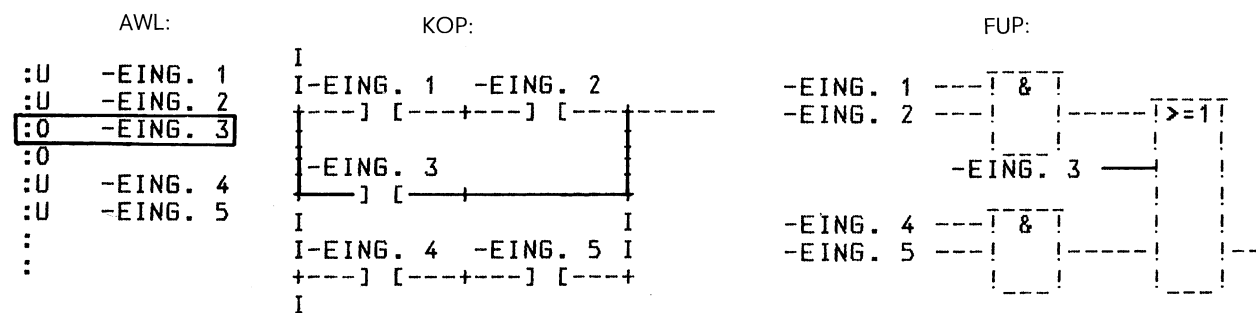 AWL:
:U -EING. 1
:U -EING. 2
:O -EING. 3
:O
:U -EING. 4
:U -EING. 5
:
:
KOP:
I
I-EING. 1 -EING. 2
+---] [---+---] [---+------
-EING. 3
---] [---+
I I
I-EING. 4 -EING. 5 I
+---] [---+---] [---+
I
FUP:
-EING. 1 ---! & !
-EING. 2 ---! !-----! >=1 !
-EING. 3
-EING. 4 ---! & !
-EING. 5 ---! !-----! !--